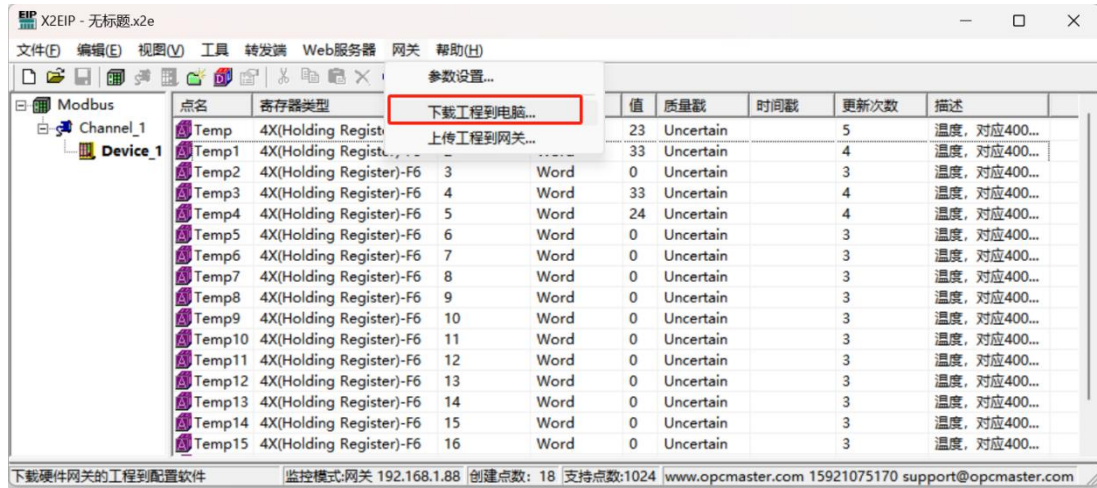 EIP X2EIP - 无标题.x2e
文件(F) 编辑(E) 视图(V) 工具 转发端 Web服务器 网关 帮助(H)
参数设置...
下载工程到电脑...
上传工程到网关...
Modbus
Channel_1
Device_1
点名 寄存器类型 值 质量戳 时间戳 更新次数 描述
Temp 4X(Holding Regist 23 Uncertain 5 温度，对应400...
Temp1 4X(Holding Regist 33 Uncertain 4 温度，对应400...
Temp2 4X(Holding Register)-F6 3 Word 0 Uncertain 3 温度，对应400...
Temp3 4X(Holding Register)-F6 4 Word 33 Uncertain 4 温度，对应400...
Temp4 4X(Holding Register)-F6 5 Word 24 Uncertain 4 温度，对应400...
Temp5 4X(Holding Register)-F6 6 Word 0 Uncertain 3 温度，对应400...
Temp6 4X(Holding Register)-F6 7 Word 0 Uncertain 3 温度，对应400...
Temp7 4X(Holding Register)-F6 8 Word 0 Uncertain 3 温度，对应400...
Temp8 4X(Holding Register)-F6 9 Word 0 Uncertain 3 温度，对应400...
Temp9 4X(Holding Register)-F6 10 Word 0 Uncertain 3 温度，对应400...
Temp10 4X(Holding Register)-F6 11 Word 0 Uncertain 3 温度，对应400...
Temp11 4X(Holding Register)-F6 12 Word 0 Uncertain 3 温度，对应400...
Temp12 4X(Holding Register)-F6 13 Word 0 Uncertain 3 温度，对应400...
Temp13 4X(Holding Register)-F6 14 Word 0 Uncertain 3 温度，对应400...
Temp14 4X(Holding Register)-F6 15 Word 0 Uncertain 3 温度，对应400...
Temp15 4X(Holding Register)-F6 16 Word 0 Uncertain 3 温度，对应400...
下载硬件网关的工程到配置软件 监控模式:网关 192.168.1.88 创建点数: 18 支持点数:1024 www.opcmaster.com 15921075170 support@opcmaster.com